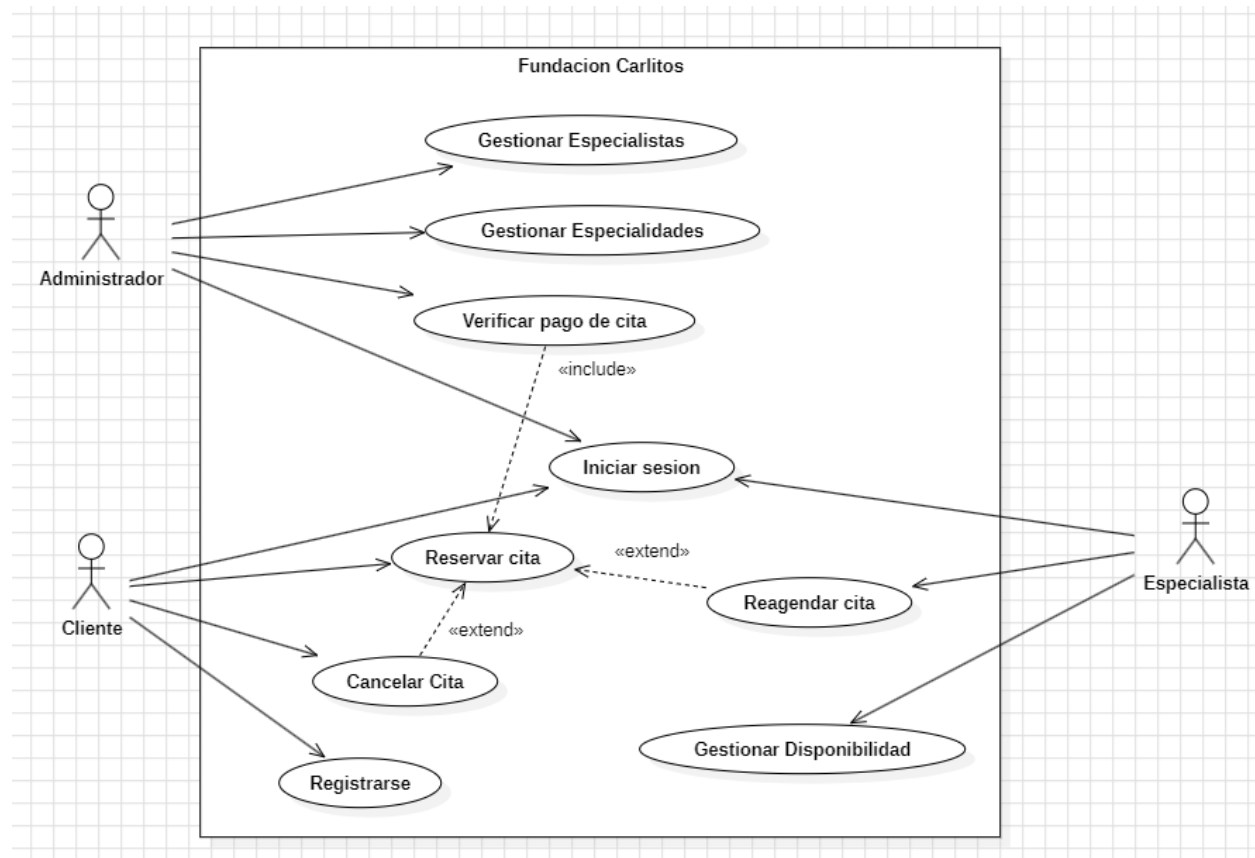 Fundacion Carlitos
Gestionar Especialistas
Gestionar Especialidades
Administrador
Verificar pago de cita
«include»
Iniciar sesion
Reservar cita
«extend»
Especialista
Reagendar cita
Cliente
«extend»
Cancelar Cita
Gestionar Disponibilidad
Registrarse